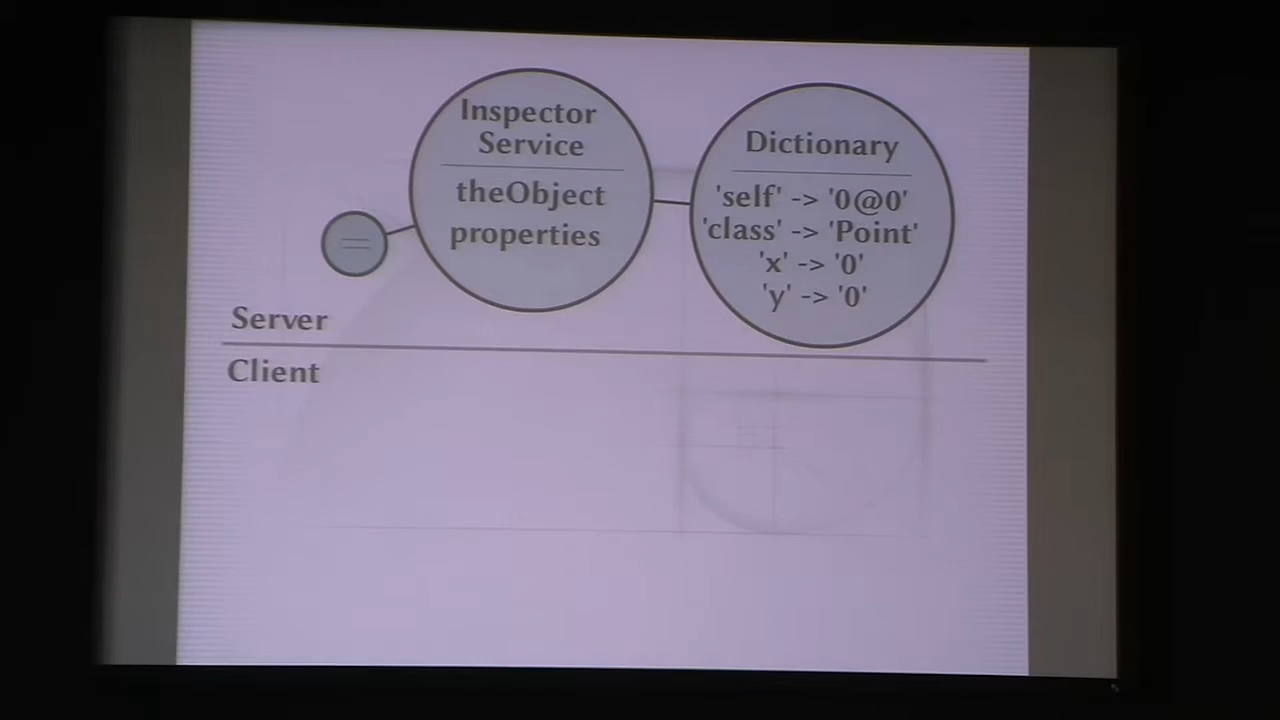 Inspector
Service
theObject
properties
Dictionary
'self' -> '0@0'
'class' -> 'Point'
'x' -> '0'
'y' -> '0'
Server
Client